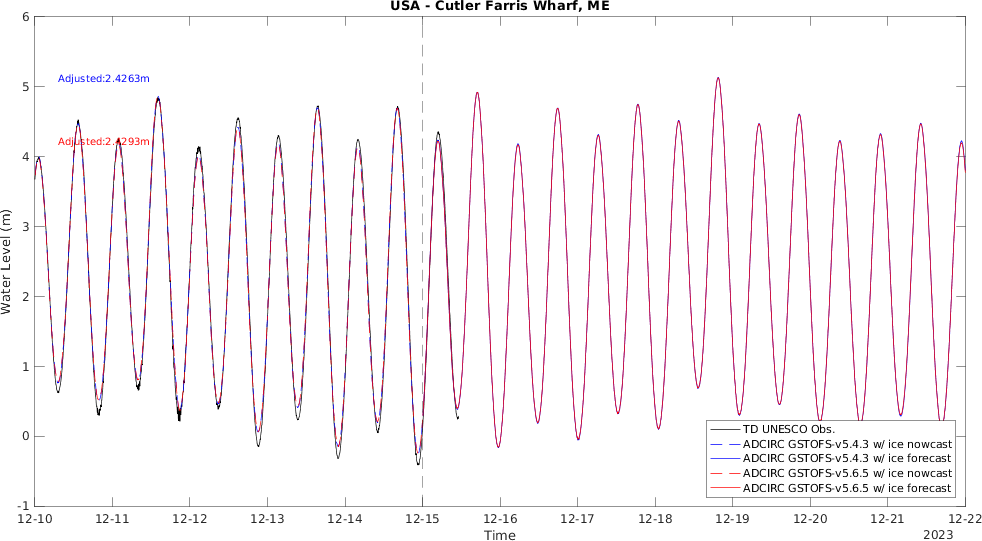 USA - Cutler Farris Wharf, ME
6
5
4
3
2
1
0
-1
Water Level (m)
Adjusted:2.4263m
Adjusted:2.4293m
TD UNESCO Obs.
ADCIRC GSTOFS-v5.4.3 w/ ice nowcast
ADCIRC GSTOFS-v5.4.3 w/ ice forecast
ADCIRC GSTOFS-v5.6.5 w/ ice nowcast
ADCIRC GSTOFS-v5.6.5 w/ ice forecast
12-10 12-11 12-12 12-13 12-14 12-15 12-16 12-17 12-18 12-19 12-20 12-21 12-22
Time
2023